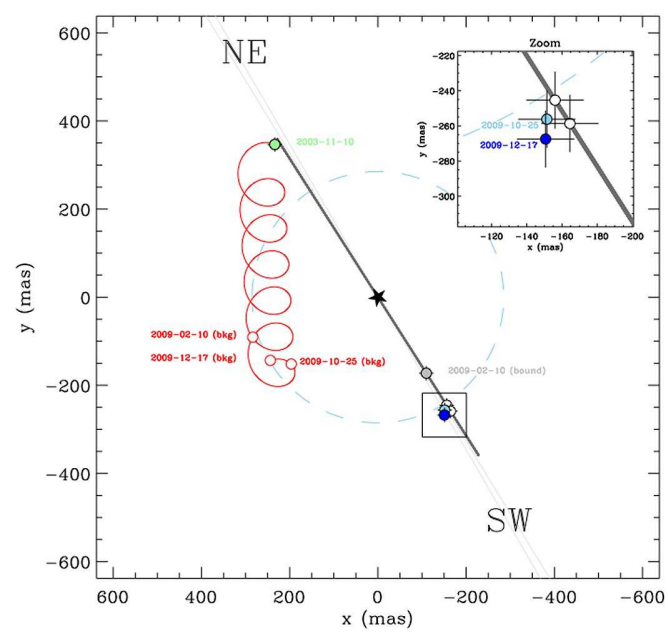 600
400
200
0
−200
−400
−600
y (mas)
600 400 200 0 −200 −400 −600
x (mas)
NE
SW
2003−11−10
2009−02−10 (bkg)
2009−12−17 (bkg)
2009−10−25 (bkg)
2009−02−10 (bound)
Zoom
−220
−240
−260
−280
−300
y (mas)
2009−10−25
2009−12−17
−120 −140 −160 −180 −200
x (mas)